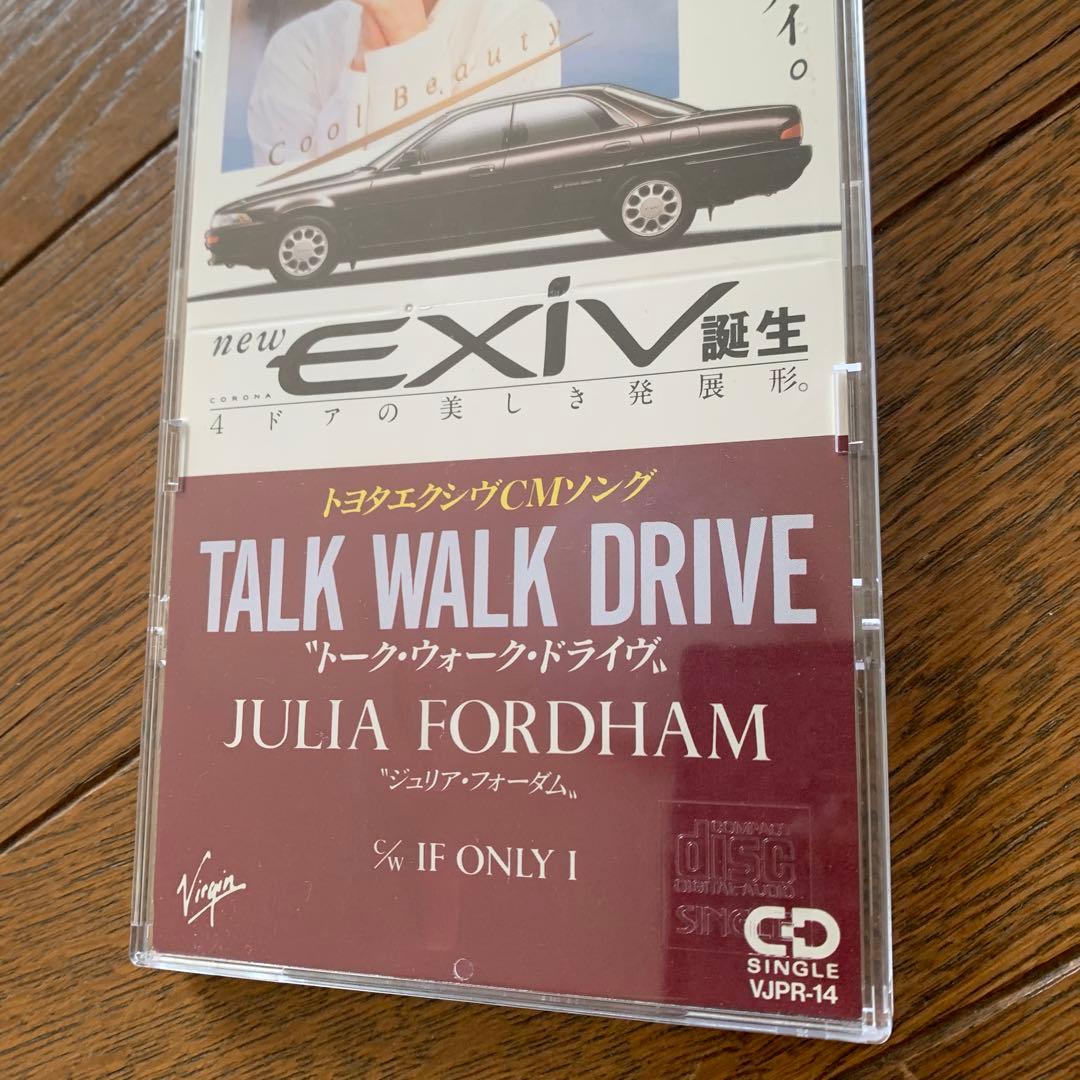 イ。
Cool Beauty
new EXiV 誕生
CORONA
4ドアの美しき発展形。
トヨタエクシヴCMソング
TALK WALK DRIVE
〝トーク・ウォーク・ドライヴ〟
JULIA FORDHAM
〝ジュリア・フォーダム〟
c/w IF ONLY I
Virgin
COMPACT
disc
DIGITAL AUDIO
SINGLE
CD
SINGLE
VJPR-14